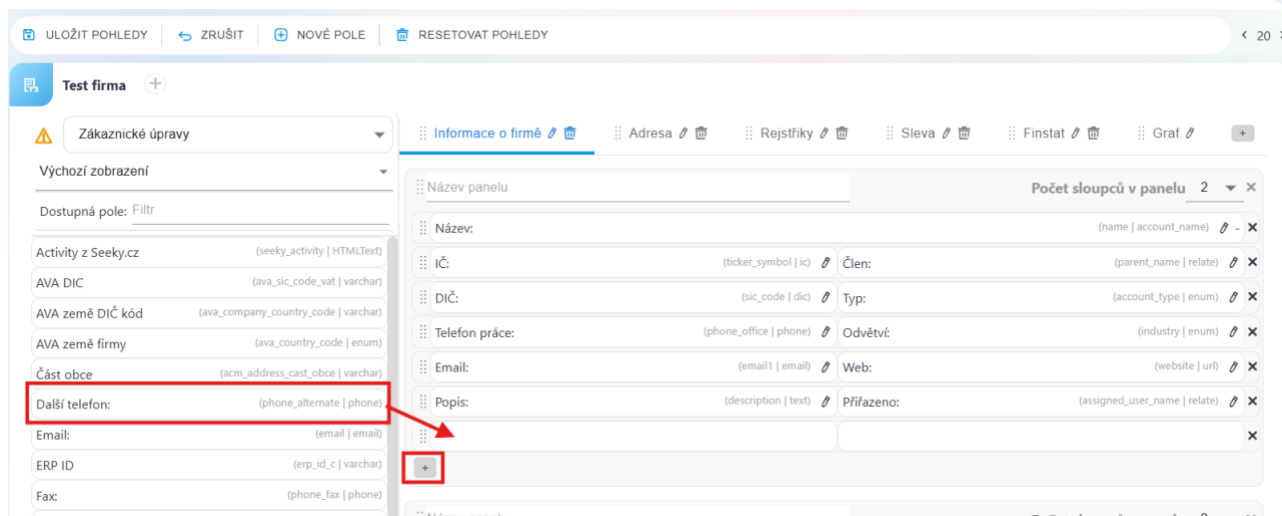 ULOŽIT POHLEDY ZRUŠIT NOVÉ POLE RESETOVAT POHLEDY 20
Test firma
Zákaznické úpravy
Výchozí zobrazení
Dostupná pole: Filtr
Activity z Seeky.cz (seeky_activity | HTMLText)
AVA DIC (ava_sic_code_vat | varchar)
AVA země DIČ kód (ava_company_country_code | varchar)
AVA země firmy (ava_country_code | enum)
Část obce (acm_address_cast_obce | varchar)
Další telefon: (phone_alternate | phone)
Email: (email | email)
ERP ID (erp_id_c | varchar)
Fax: (phone_fax | phone)
Informace o firmě Adresa Rejstříky Sleva Finstat Graf +
Název panelu Počet sloupců v panelu 2
Název: (name | account_name) -
IČ: (ticker_symbol | ic) Člen: (parent_name | relate)
DIČ: (sic_code | dic) Typ: (account_type | enum)
Telefon práce: (phone_office | phone) Odvětví: (industry | enum)
Email: (email1 | email) Web: (website | url)
Popis: (description | text) Přiřazeno: (assigned_user_name | relate)
+